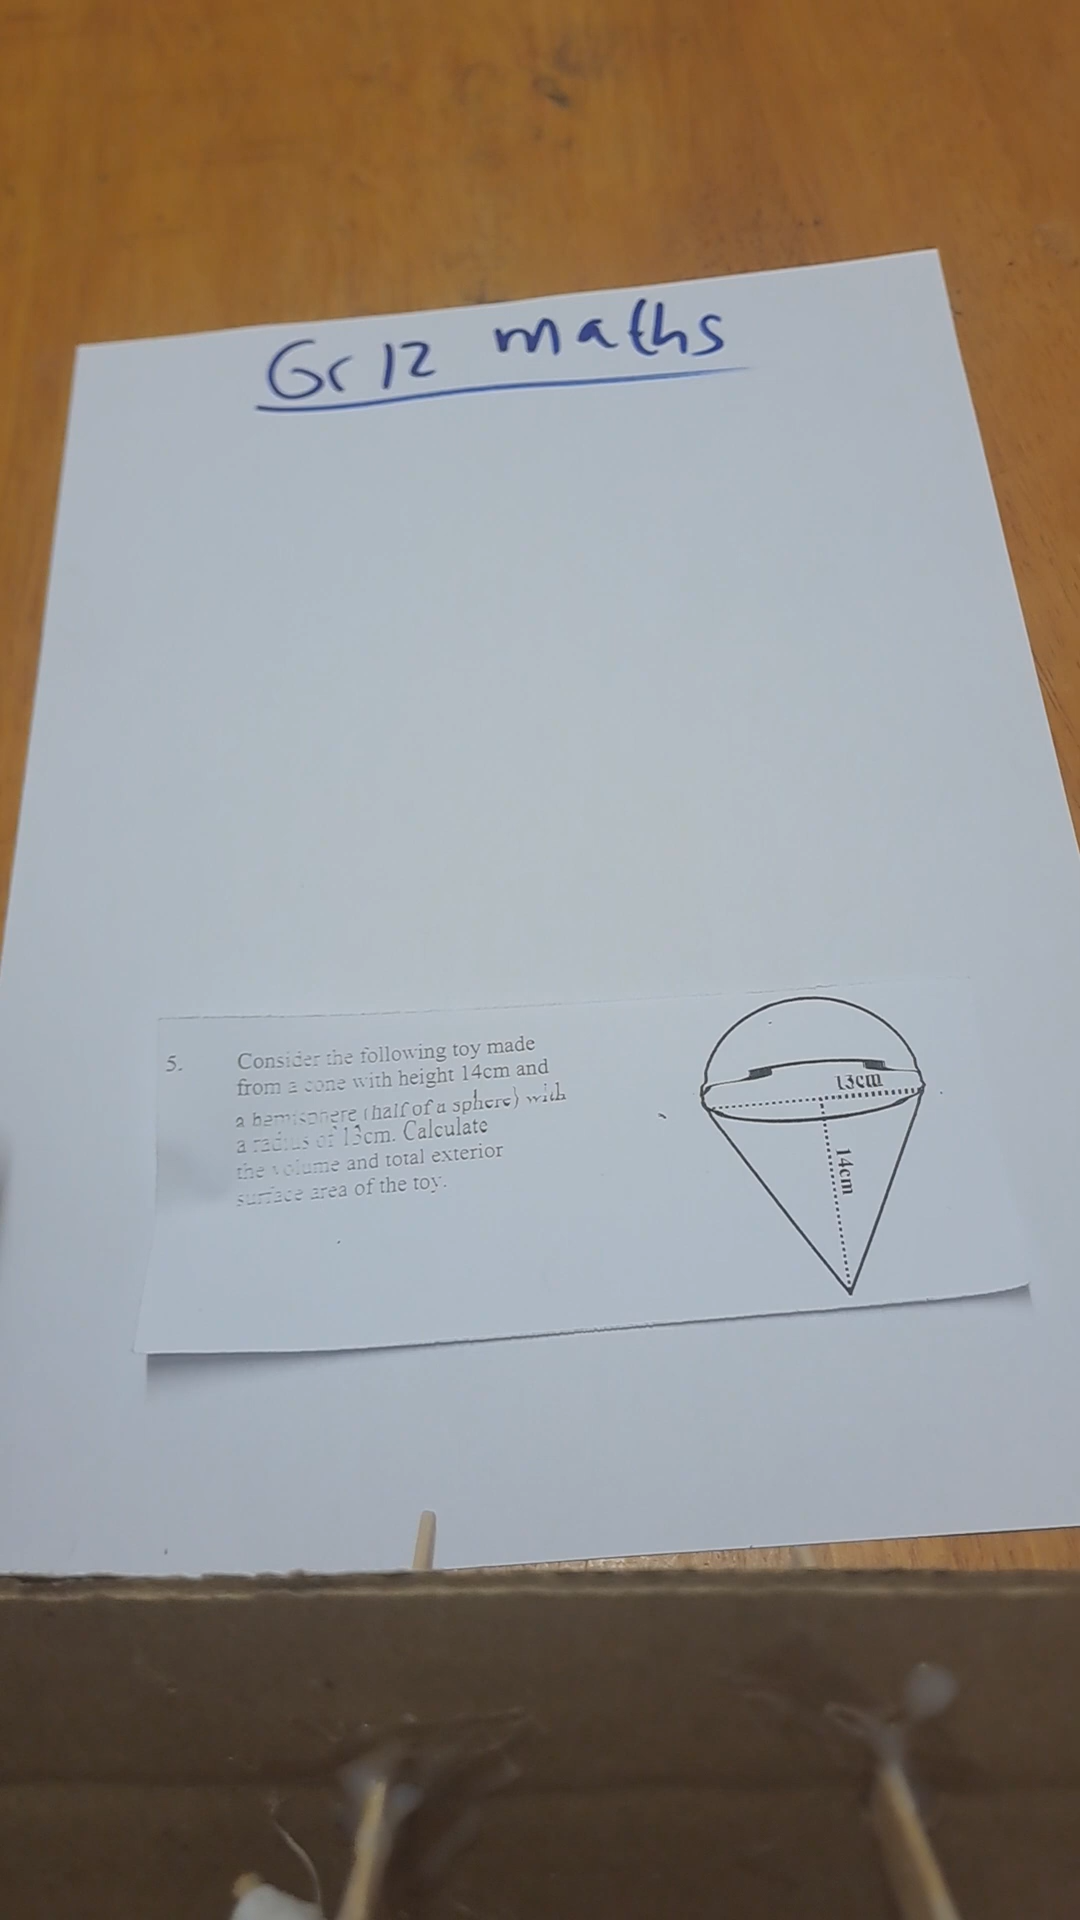 Gr 12 maths
5. Consider the following toy made
from a cone with height 14cm and
a hemisphere (half of a sphere) with
a radius of 13cm. Calculate
the volume and total exterior
surface area of the toy.
13cm
14cm